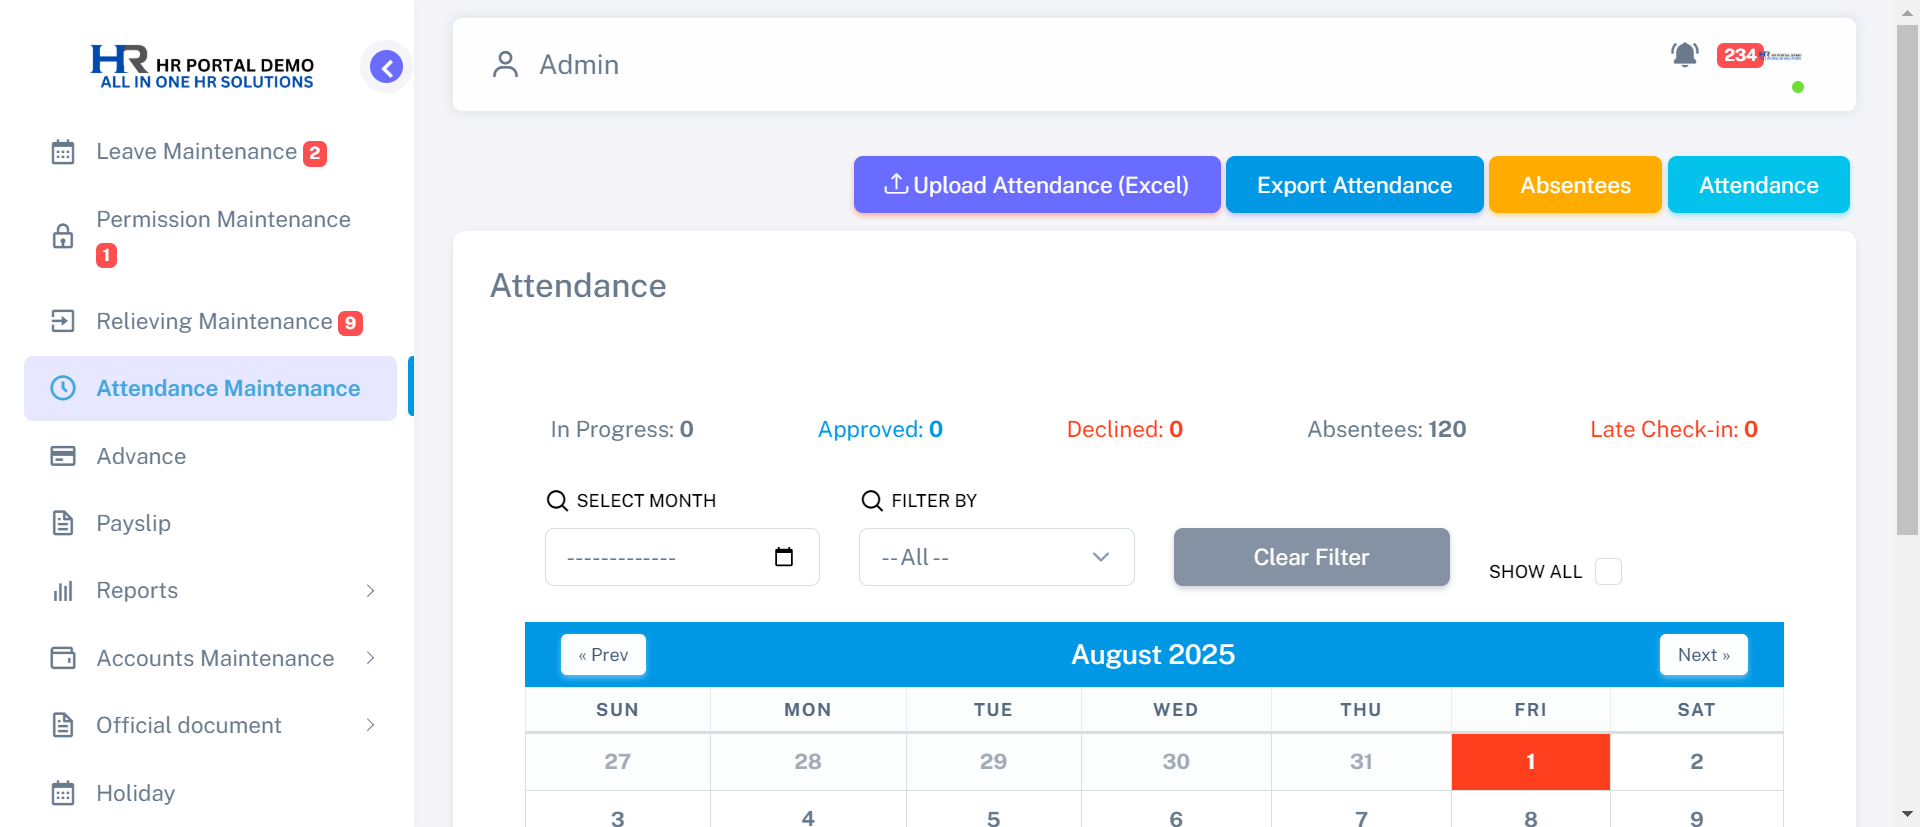 HR HR PORTAL DEMO
ALL IN ONE HR SOLUTIONS
Leave Maintenance 2
Permission Maintenance
1
Relieving Maintenance 9
Attendance Maintenance
Advance
Payslip
Reports
Accounts Maintenance
Official document
Holiday
Admin
234
Upload Attendance (Excel)
Export Attendance
Absentees
Attendance
Attendance
In Progress: 0
Approved: 0
Declined: 0
Absentees: 120
Late Check-in: 0
SELECT MONTH
FILTER BY
-------------
-- All --
Clear Filter
SHOW ALL
« Prev
August 2025
Next »
SUN MON TUE WED THU FRI SAT
27 28 29 30 31 1 2
3 4 5 6 7 8 9